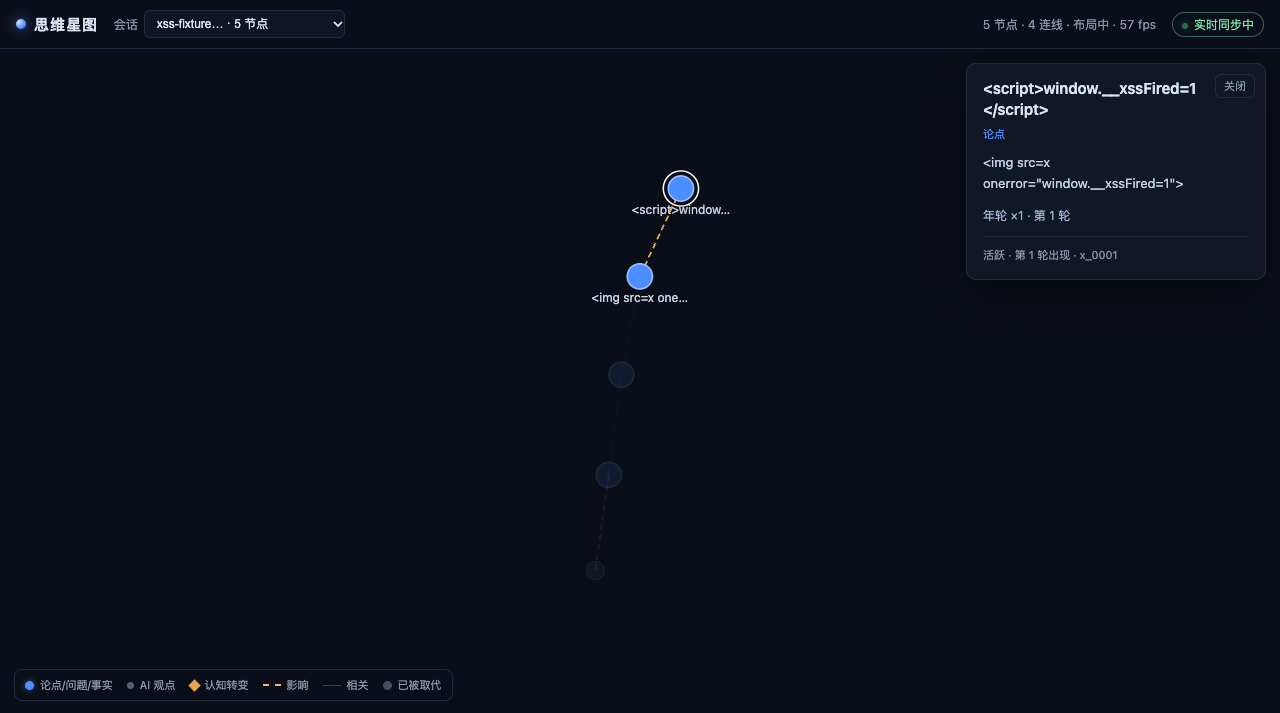 思维星图 会话 xss-fixture… · 5 节点 5 节点 · 4 连线 · 布局中 · 57 fps 实时同步中
<script>window.__xssFired=1
</script>
关闭
论点
<img src=x
onerror="window.__xssFired=1">
年轮 ×1 · 第 1 轮
活跃 · 第 1 轮出现 · x_0001
<script>window…
<img src=x one…
论点/问题/事实 AI 观点 认知转变 影响 相关 已被取代